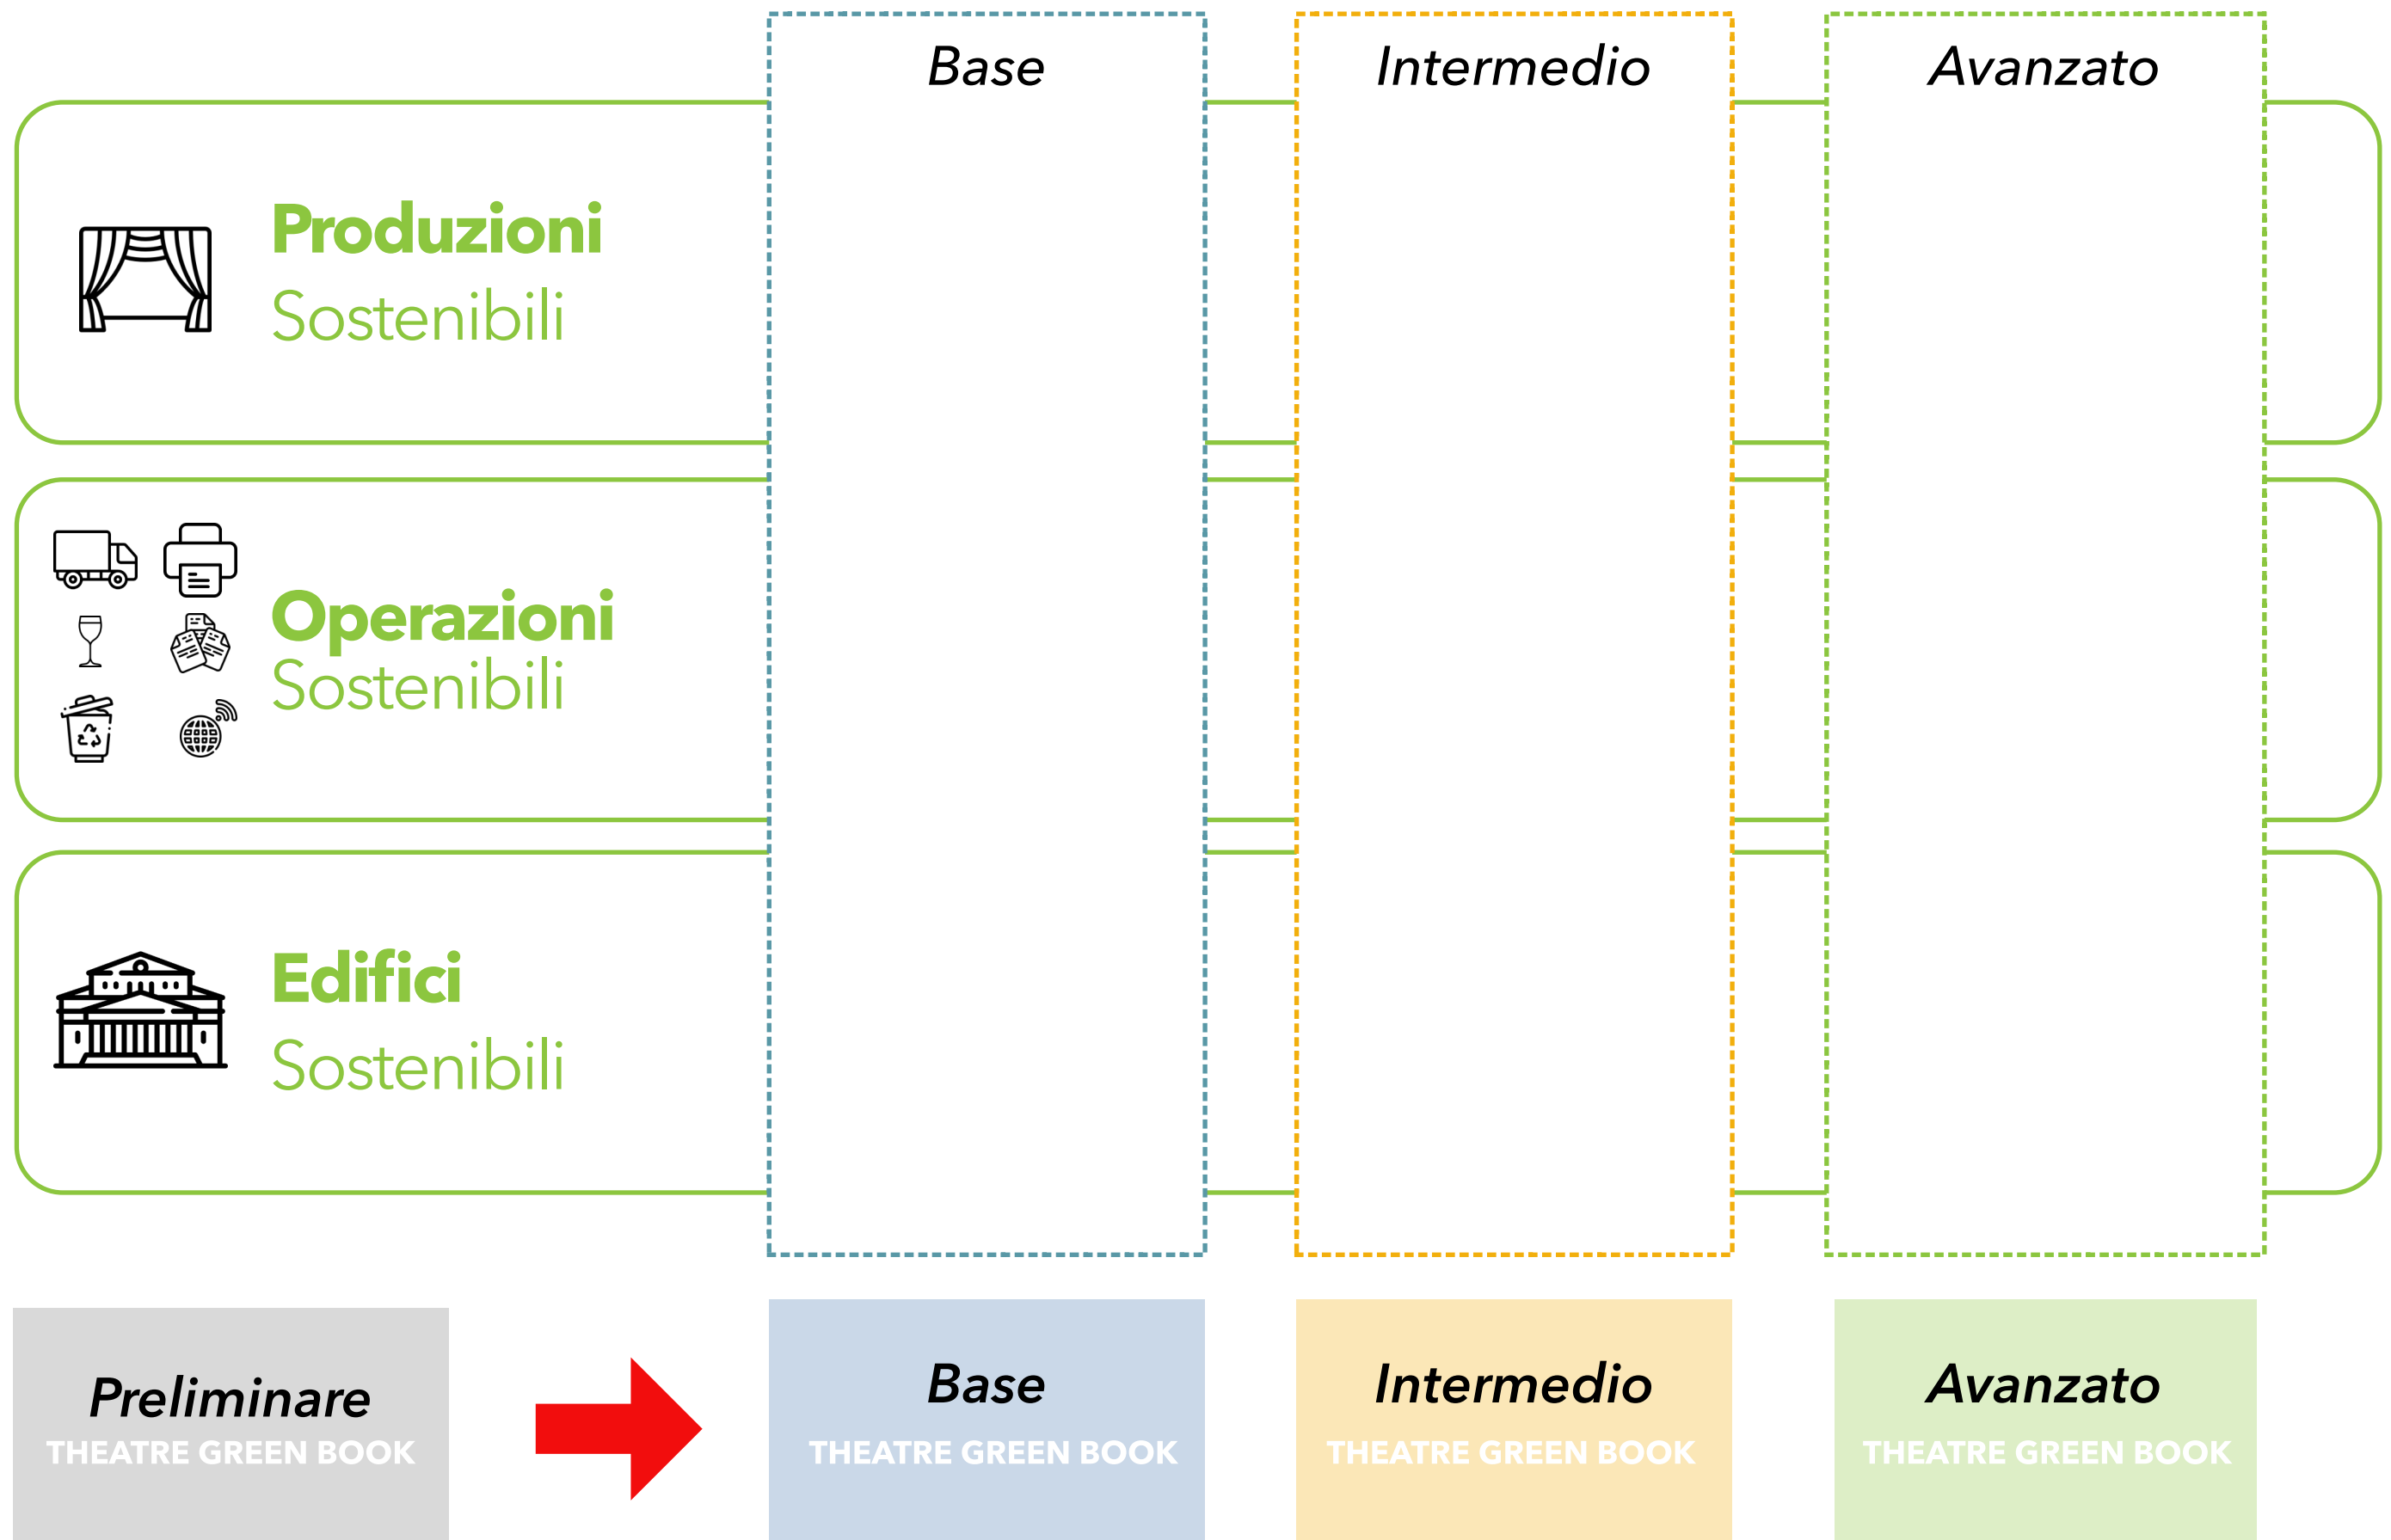 Base
Intermedio
Avanzato
Produzioni
Sostenibili
Operazioni
Sostenibili
Edifici
Sostenibili
Preliminare
THEATRE GREEN BOOK
Base
THEATRE GREEN BOOK
Intermedio
THEATRE GREEN BOOK
Avanzato
THEATRE GREEN BOOK